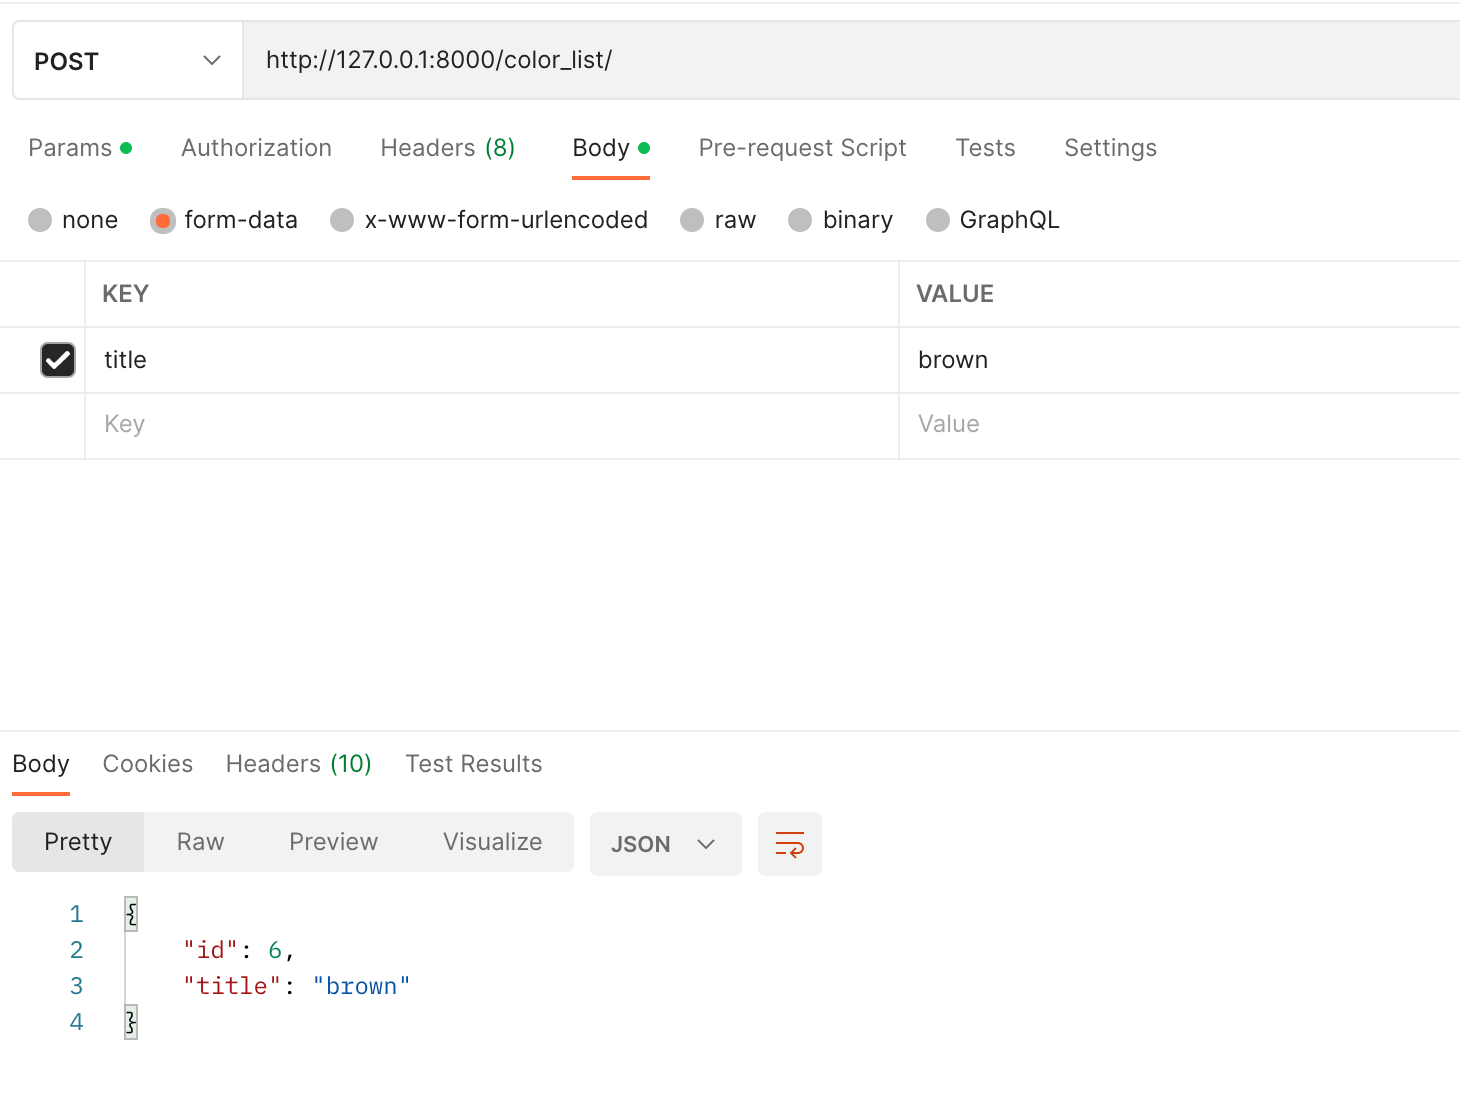 POST http://127.0.0.1:8000/color_list/
Params Authorization Headers (8) Body Pre-request Script Tests Settings
none form-data x-www-form-urlencoded raw binary GraphQL
KEY VALUE
title brown
Key Value
Body Cookies Headers (10) Test Results
Pretty Raw Preview Visualize JSON
1 {
2 "id": 6,
3 "title": "brown"
4 }